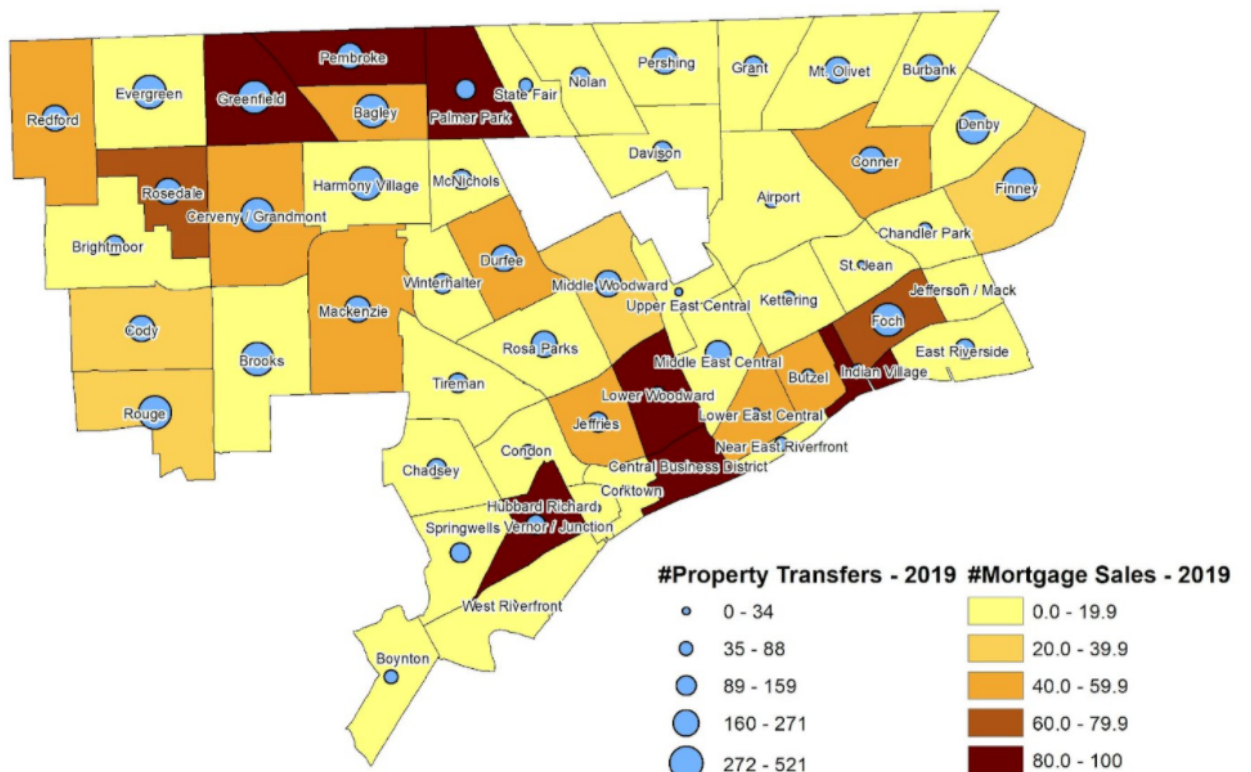 Pembroke
Pershing
Grant
Mt. Olivet
Burbank
Nolan
State Fair
Evergreen
Greenfield
Bagley
Palmer Park
Redford
Denby
Davison
Conner
Rosedale
Harmony Village
McNichols
Finney
Airport
Cerveny / Grandmont
Chandler Park
Brightmoor
Durfee
St. Jean
Winterhalter
Middle Woodward
Jefferson / Mack
Upper East Central
Kettering
Mackenzie
Foch
Cody
Rosa Parks
East Riverside
Brooks
Middle East Central
Indian Village
Butzel
Tireman
Lower Woodward
Rouge
Lower East Central
Jeffries
Near East Riverfront
Condon
Central Business District
Chadsey
Corktown
Hubbard Richard
Springwells
Vernor / Junction
West Riverfront
Boynton
#Property Transfers - 2019
0 - 34
35 - 88
89 - 159
160 - 271
272 - 521
#Mortgage Sales - 2019
0.0 - 19.9
20.0 - 39.9
40.0 - 59.9
60.0 - 79.9
80.0 - 100